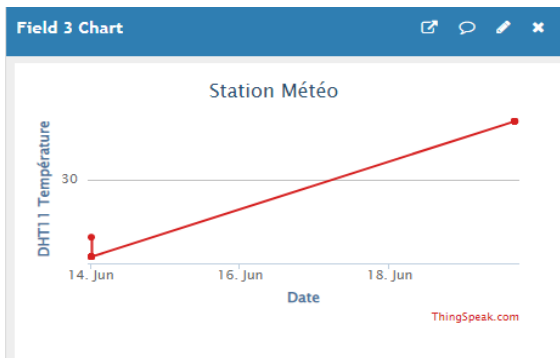 Field 3 Chart
Station Météo
DHT11 Température
30
14. Jun 16. Jun 18. Jun
Date
ThingSpeak.com